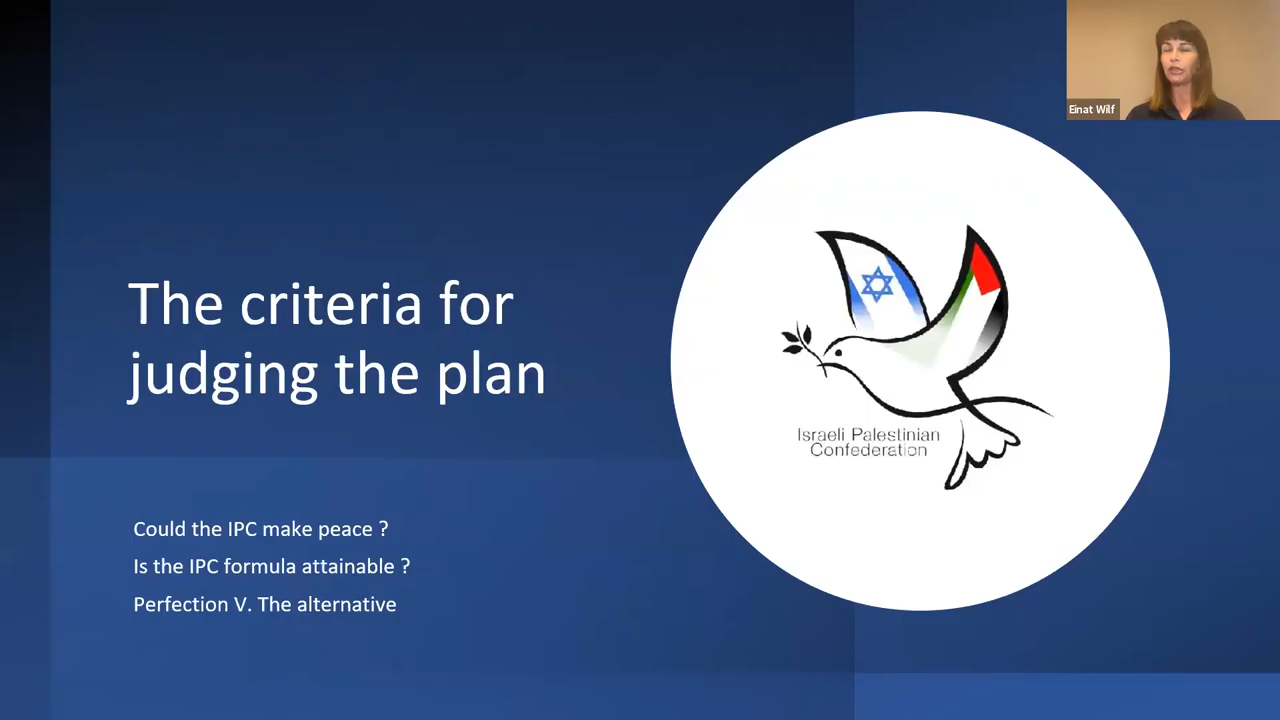 Einat Wilf
The criteria for
judging the plan
Israeli Palestinian
Confederation
Could the IPC make peace ?
Is the IPC formula attainable ?
Perfection V. The alternative